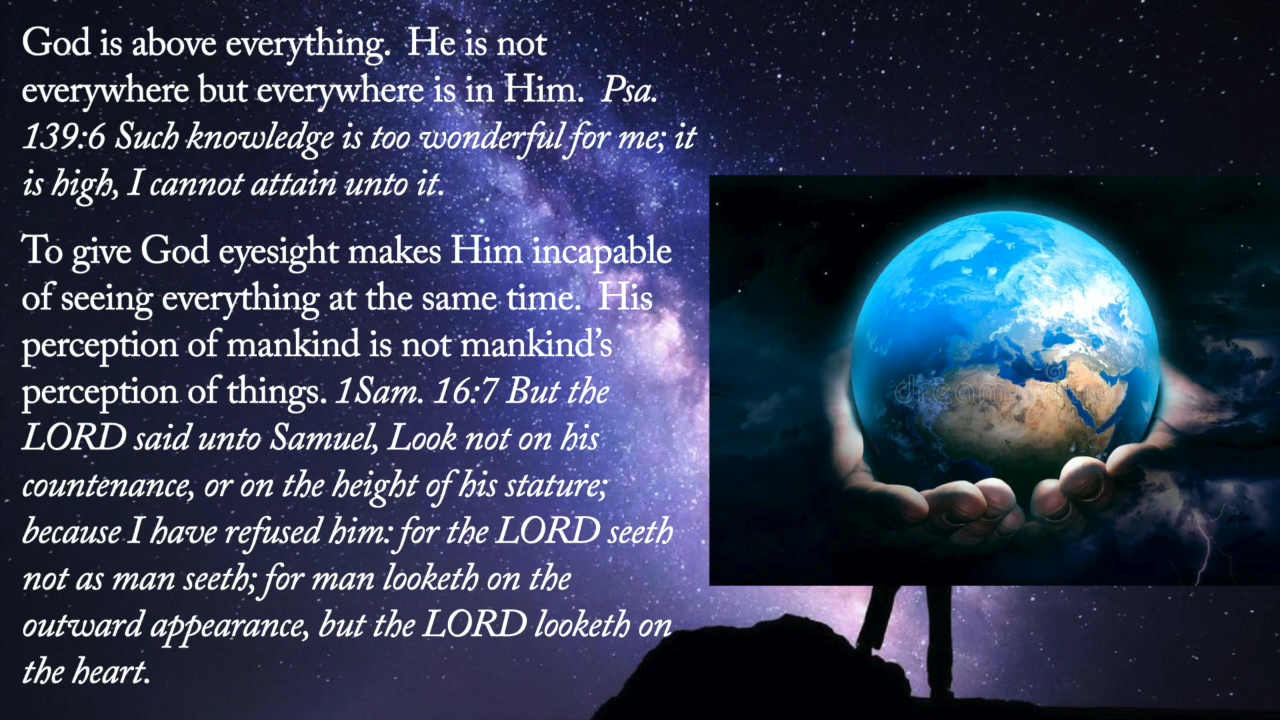 God is above everything.  He is not
everywhere but everywhere is in Him.  Psa.
139:6 Such knowledge is too wonderful for me; it
is high, I cannot attain unto it.
To give God eyesight makes Him incapable
of seeing everything at the same time.  His
perception of mankind is not mankind’s
perception of things. 1Sam. 16:7 But the
LORD said unto Samuel, Look not on his
countenance, or on the height of his stature;
because I have refused him: for the LORD seeth
not as man seeth; for man looketh on the
outward appearance, but the LORD looketh on
the heart.